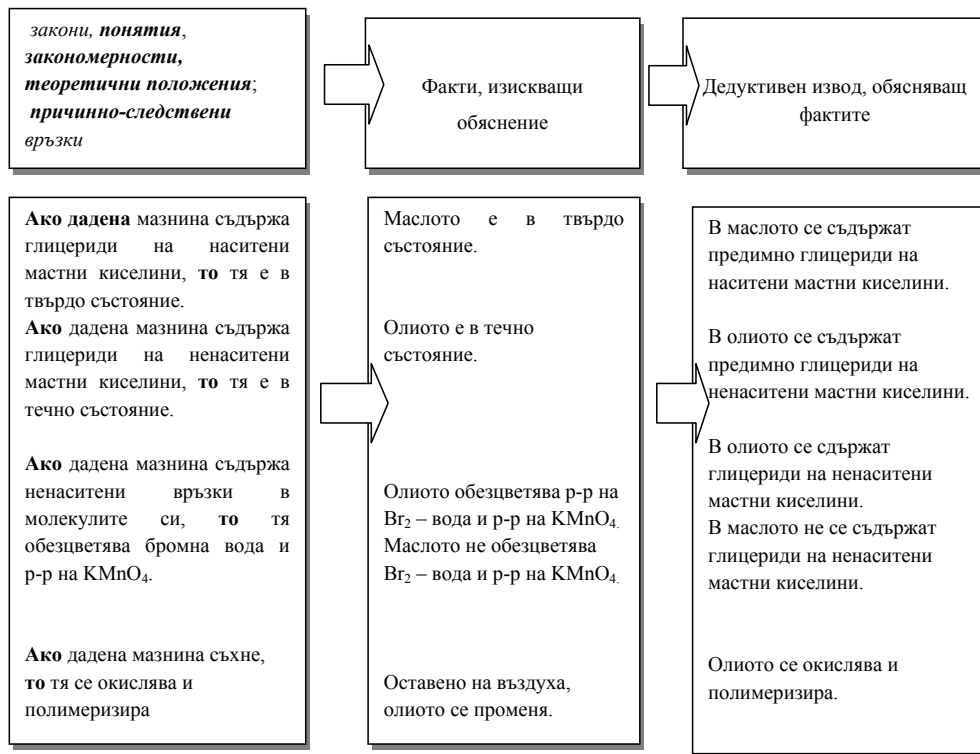 закони, понятия,
закономерности,
теоретични положения;
причинно-следствени
връзки
Факти, изискващи
обяснение
Дедуктивен извод, обясняващ
фактите
Ако дадена мазнина съдържа
глицериди на наситени
мастни киселини, то тя е в
твърдо състояние.
Ако дадена мазнина съдържа
глицериди на ненаситени
мастни киселини, то тя е в
течно състояние.
Ако дадена мазнина съдържа
ненаситени връзки в
молекулите си, то тя
обезцветява бромна вода и
р-р на KMnO₄.
Ако дадена мазнина съхне,
то тя се окислява и
полимеризира
Маслото е в твърдо
състояние.
Олиото е в течно
състояние.
Олиото обезцветява р-р на
Br₂ – вода и р-р на KMnO₄.
Маслото не обезцветява
Br₂ – вода и р-р на KMnO₄.
Оставено на въздуха,
олиото се променя.
В маслото се съдържат
предимно глицериди на
наситени мастни киселини.
В олиото се съдържат
предимно глицериди на
ненаситени мастни киселини.
В олиото се сдържат
глицериди на ненаситени
мастни киселини.
В маслото не се съдържат
глицериди на ненаситени
мастни киселини.
Олиото се окислява и
полимеризира.